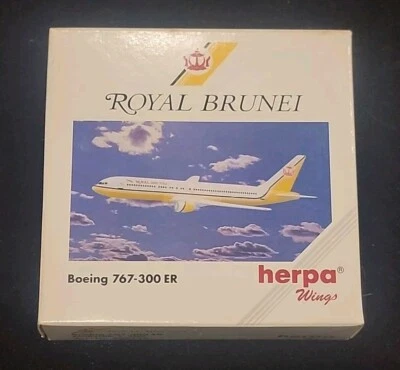 ROYAL BRUNEI
Boeing 767-300 ER
herpa®
Wings